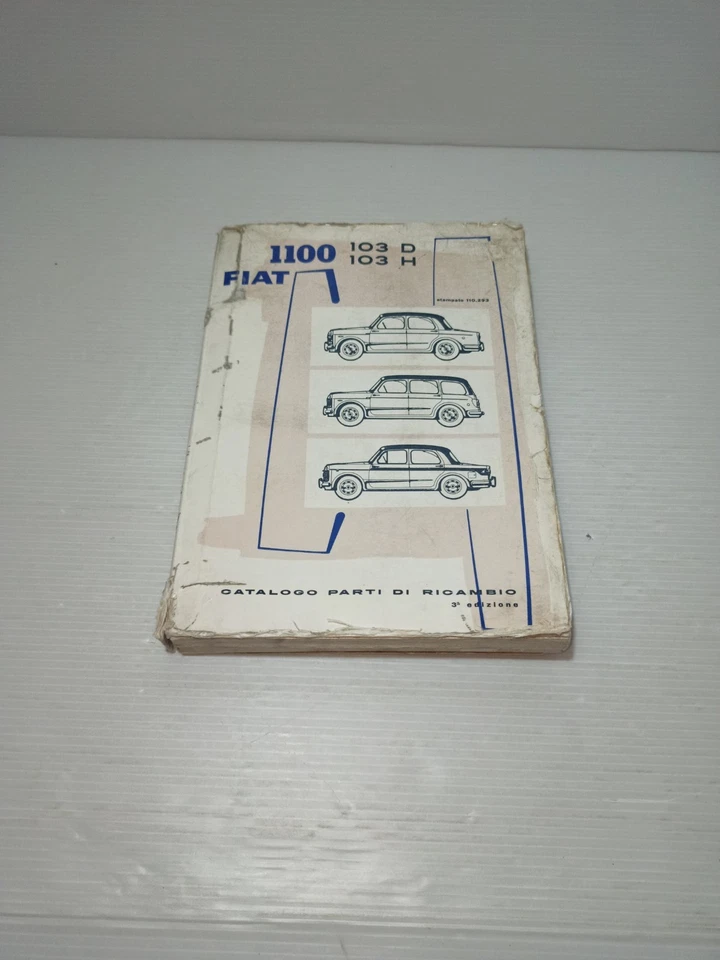 1100 103 D
103 H
FIAT
stampato 110.253
CATALOGO PARTI DI RICAMBIO
3ª edizione